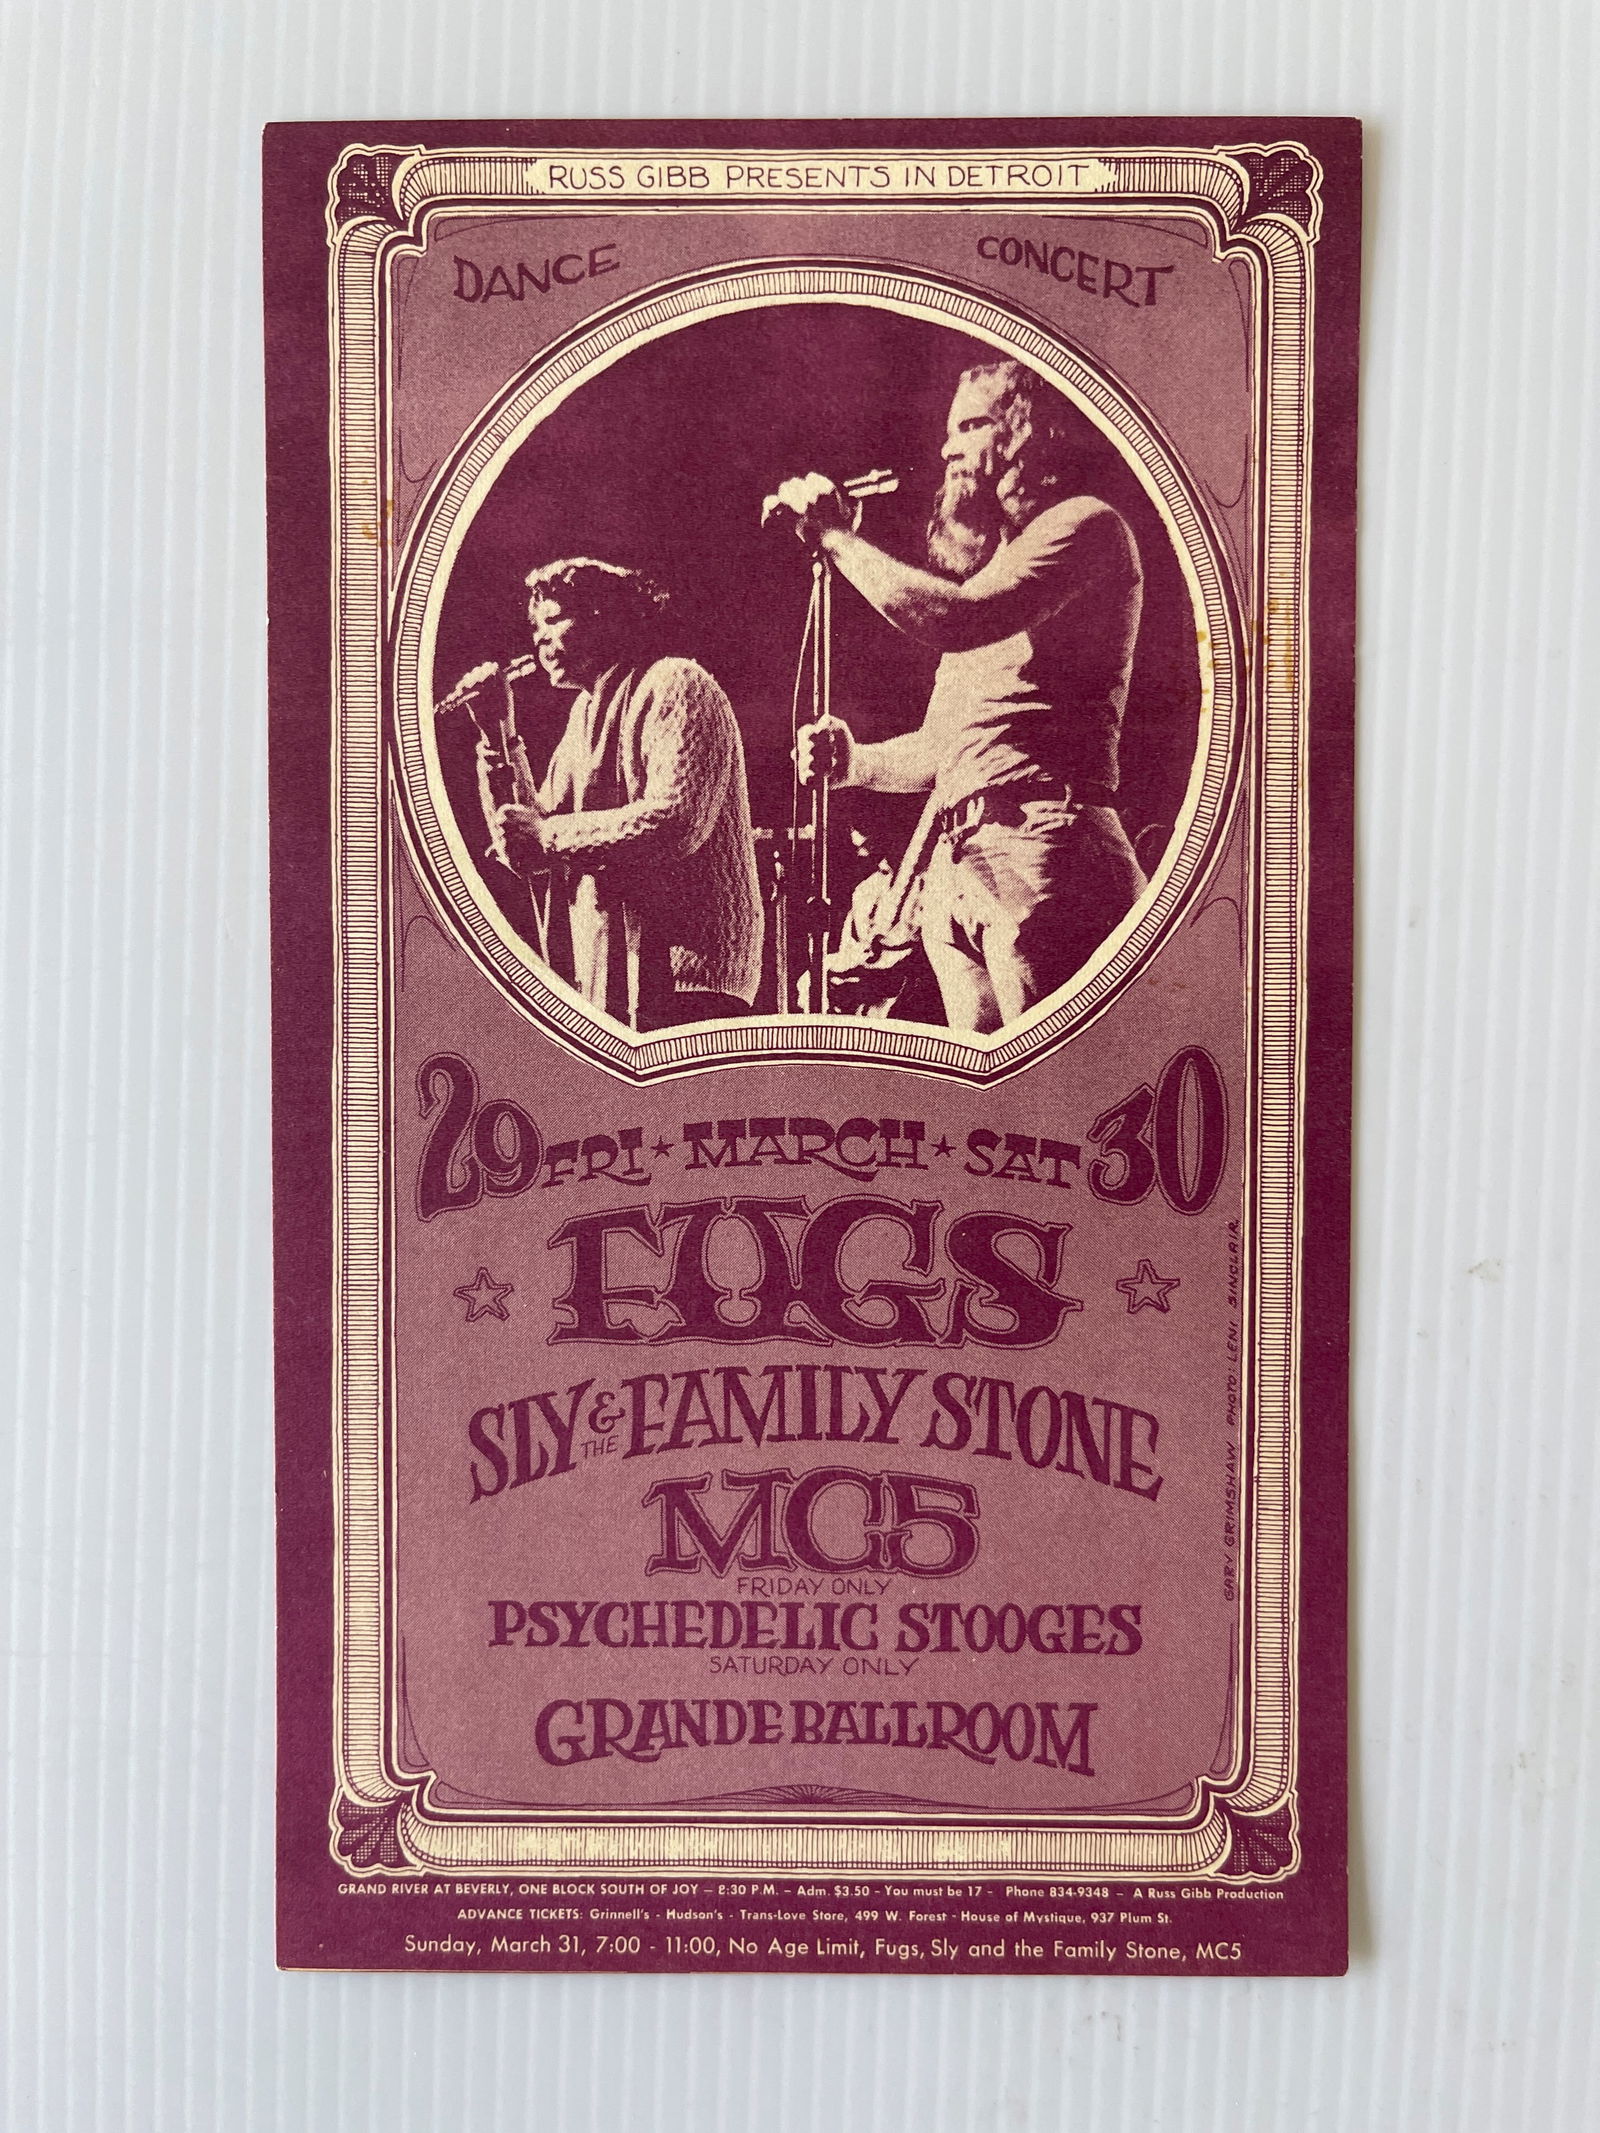 RUSS GIBB PRESENTS IN DETROIT
DANCE CONCERT
29 FRI ★ MARCH ★ SAT 30
FUGS
SLY & THE FAMILY STONE
MC5
FRIDAY ONLY
PSYCHEDELIC STOOGES
SATURDAY ONLY
GRANDE BALLROOM
GARY GRIMSHAW PHOTO: LENI SINCLAIR
GRAND RIVER AT BEVERLY, ONE BLOCK SOUTH OF JOY — 8:30 P.M. – Adm. $3.50 - You must be 17 - Phone 834-9348 – A Russ Gibb Production
ADVANCE TICKETS: Grinnell's - Hudson's - Trans-Love Store, 499 W. Forest - House of Mystique, 937 Plum St.
Sunday, March 31, 7:00 - 11:00, No Age Limit, Fugs, Sly and the Family Stone, MC5